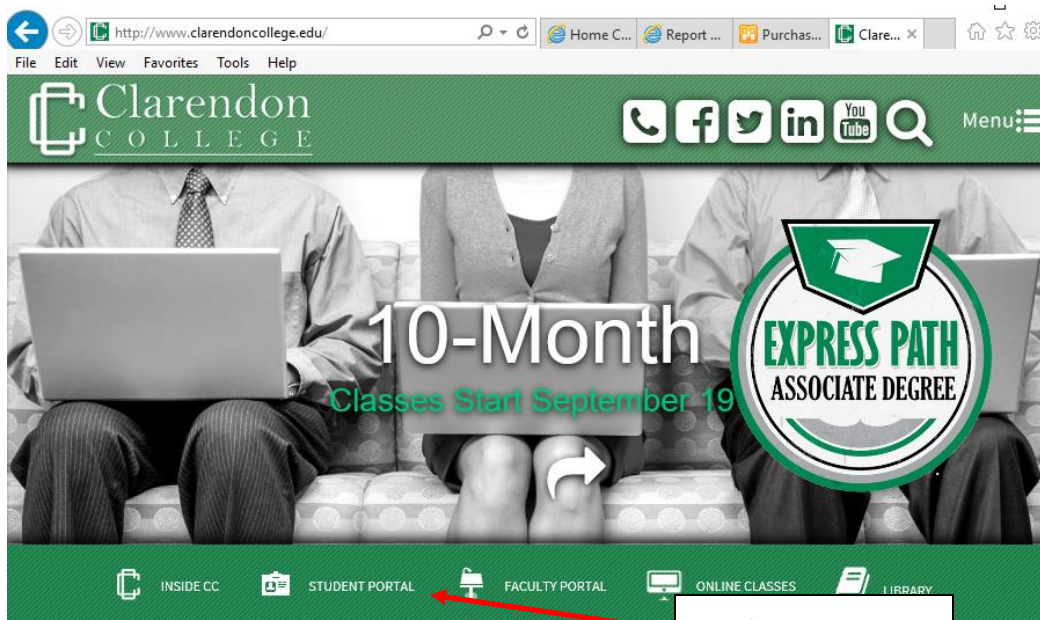 http://www.clarendoncollege.edu/
Home C...
Report ...
Purchas...
Clare...
File Edit View Favorites Tools Help
Clarendon
COLLEGE
You
Tube
Menu
10-Month
Classes Start September 19
EXPRESS PATH
ASSOCIATE DEGREE
INSIDE CC
STUDENT PORTAL
FACULTY PORTAL
ONLINE CLASSES
LIBRARY